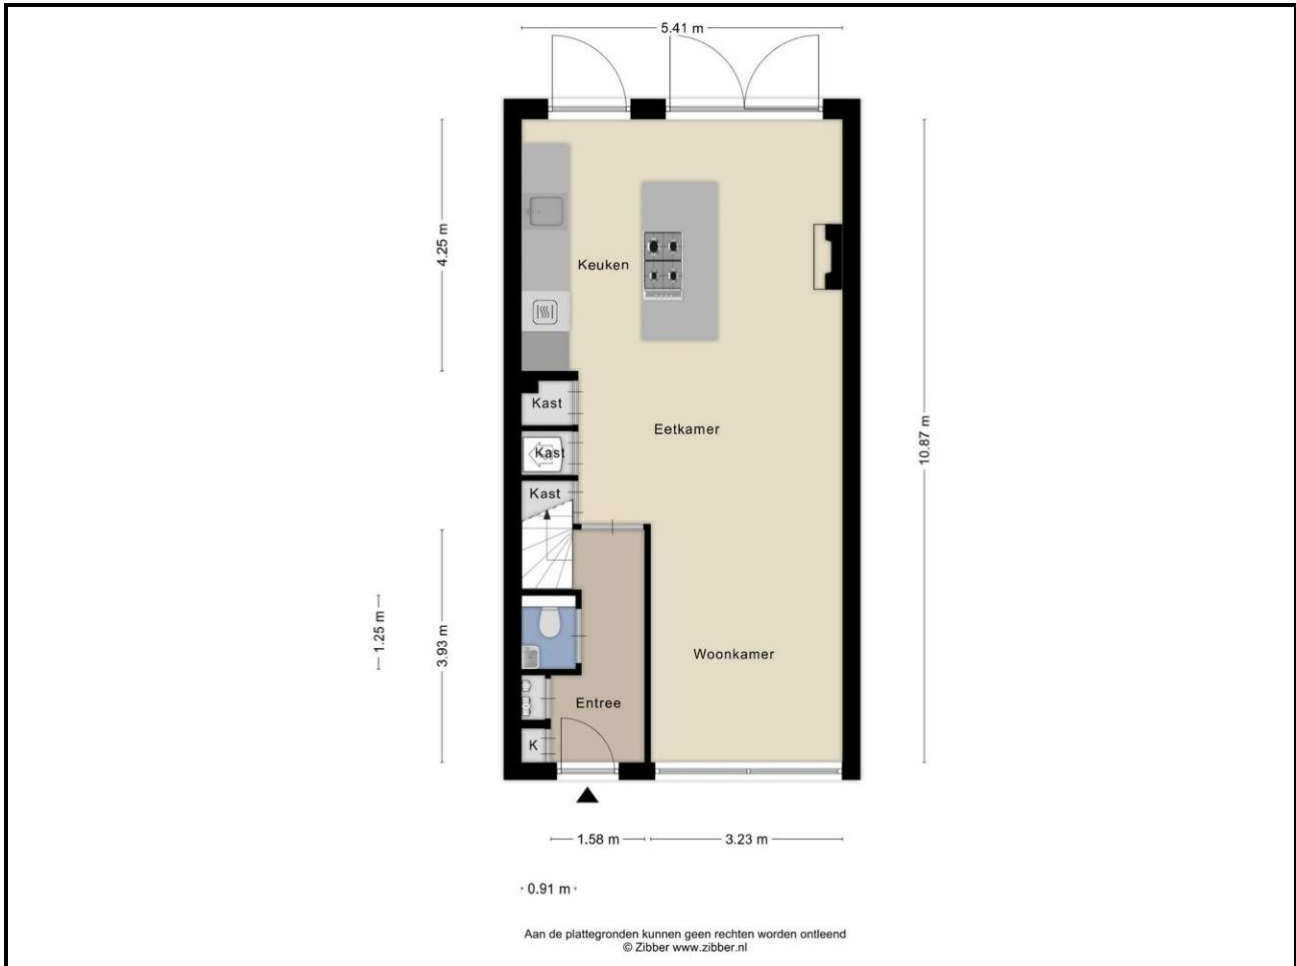 5.41 m
4.25 m
Keuken
Kast
Eetkamer
10.87 m
Kast
Kast
1.25 m
3.93 m
Woonkamer
Entree
K
1.58 m
3.23 m
0.91 m
Aan de plattegronden kunnen geen rechten worden ontleend
© Zibber www.zibber.nl